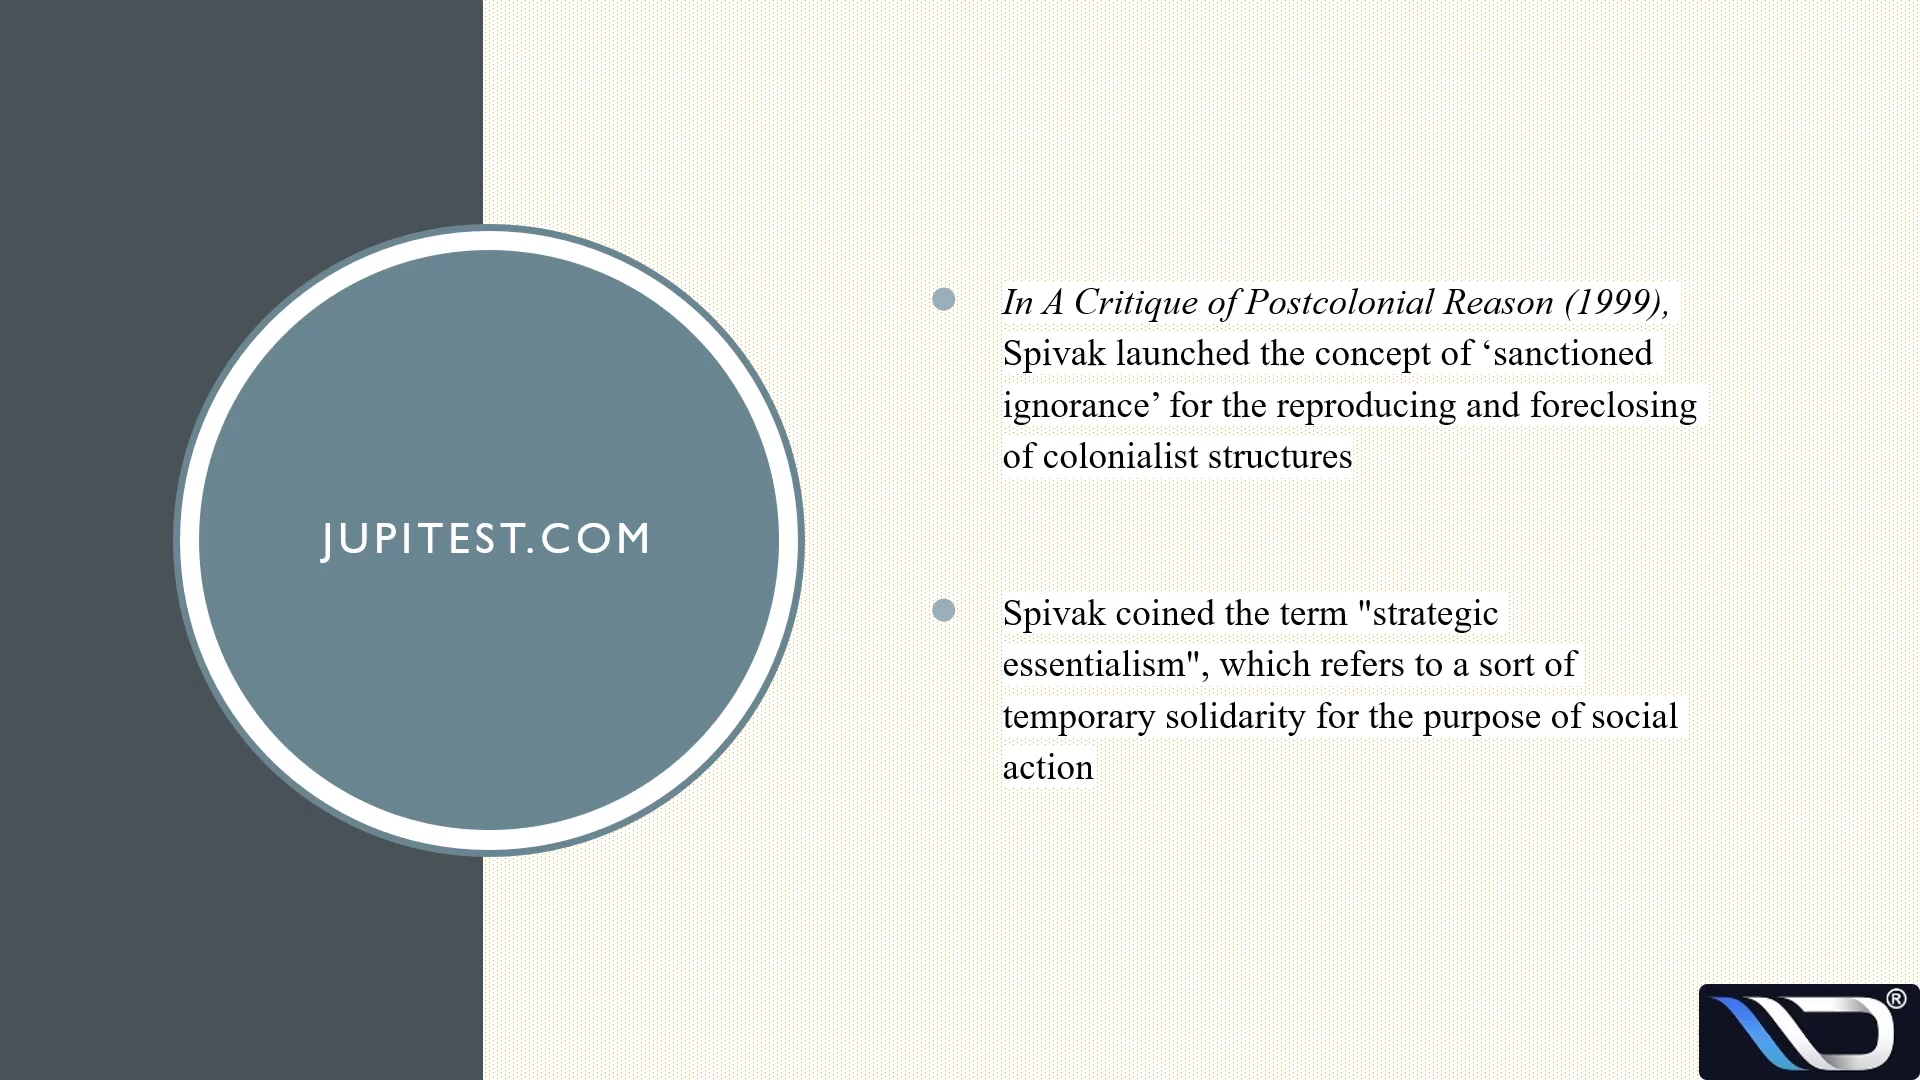 JUPITEST.COM
In A Critique of Postcolonial Reason (1999),
Spivak launched the concept of ‘sanctioned
ignorance’ for the reproducing and foreclosing
of colonialist structures
Spivak coined the term "strategic
essentialism", which refers to a sort of
temporary solidarity for the purpose of social
action
®